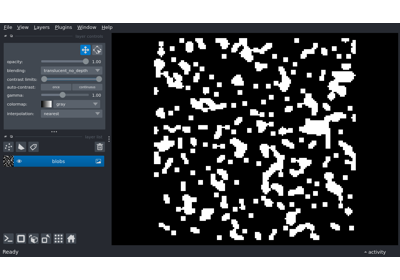 File View Layers Plugins Window Help
opacity: 1.00
blending: translucent_no_depth
contrast limits:
auto-contrast: once continuous
gamma: 1.00
colormap: gray
interpolation: nearest
blobs
Ready
activity